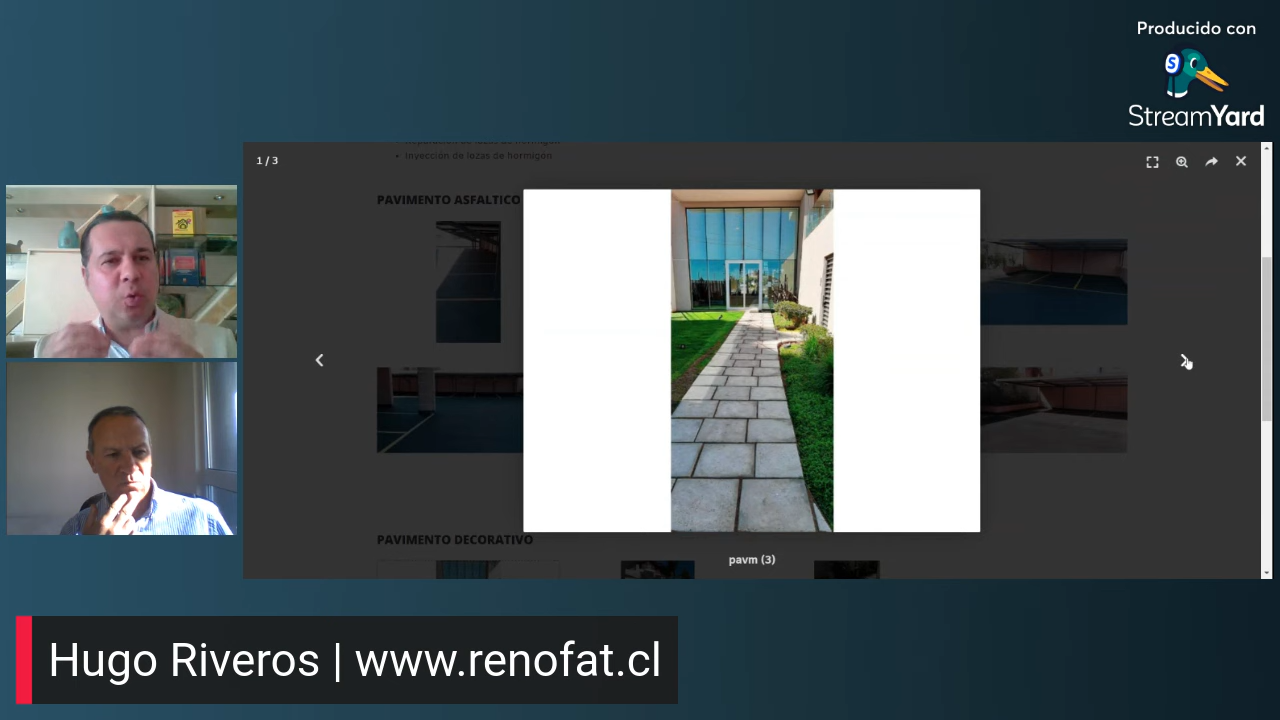 Producido con
StreamYard
1 / 3
Inyección de lozas de hormigón
PAVIMENTO ASFALTICO
PAVIMENTO DECORATIVO
pavm (3)
Hugo Riveros | www.renofat.cl